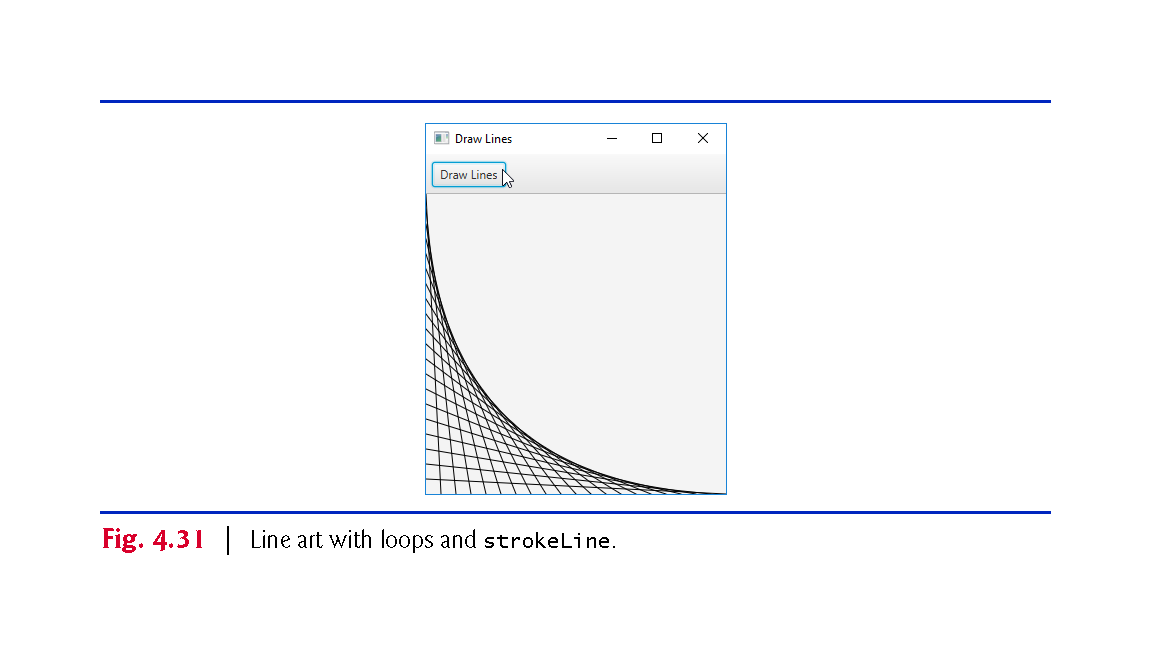 Draw Lines
Draw Lines
Fig. 4.31 | Line art with loops and strokeLine.